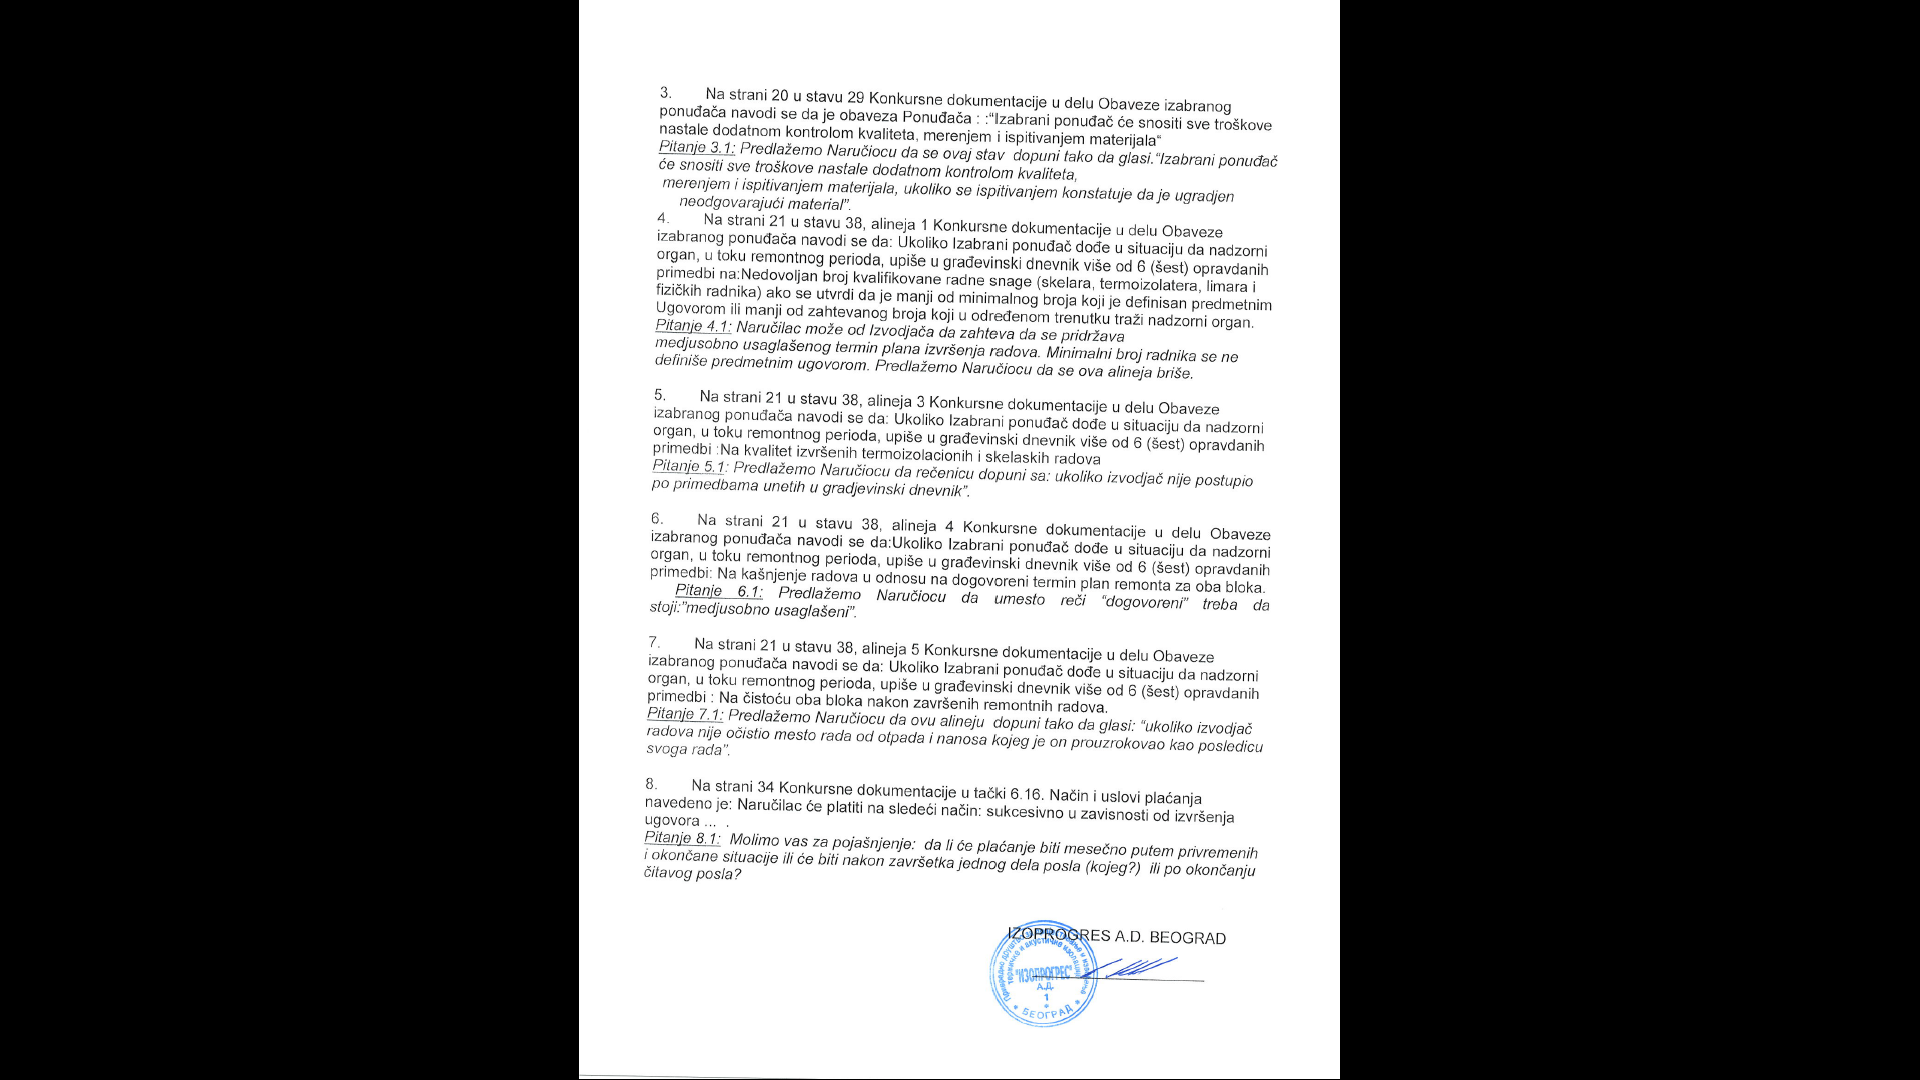 3. Na strani 20 u stavu 29 Konkursne dokumentacije u delu Obaveze izabranog
ponuđača navodi se da je obaveza Ponuđača : :“Izabrani ponuđač će snositi sve troškove
nastale dodatnom kontrolom kvaliteta, merenjem i ispitivanjem materijala“
Pitanje 3.1: Predlažemo Naručiocu da se ovaj stav dopuni tako da glasi.“Izabrani ponuđač
će snositi sve troškove nastale dodatnom kontrolom kvaliteta,
merenjem i ispitivanjem materijala, ukoliko se ispitivanjem konstatuje da je ugradjen
neodgovarajući material”.
4. Na strani 21 u stavu 38, alineja 1 Konkursne dokumentacije u delu Obaveze
izabranog ponuđača navodi se da: Ukoliko Izabrani ponuđač dođe u situaciju da nadzorni
organ, u toku remontnog perioda, upiše u građevinski dnevnik više od 6 (šest) opravdanih
primedbi na:Nedovoljan broj kvalifikovane radne snage (skelara, termoizolatera, limara i
fizičkih radnika) ako se utvrdi da je manji od minimalnog broja koji je definisan predmetnim
Ugovorom ili manji od zahtevanog broja koji u određenom trenutku traži nadzorni organ.
Pitanje 4.1: Naručilac može od Izvodjača da zahteva da se pridržava
medjusobno usaglašenog termin plana izvršenja radova. Minimalni broj radnika se ne
definiše predmetnim ugovorom. Predlažemo Naručiocu da se ova alineja briše.
5. Na strani 21 u stavu 38, alineja 3 Konkursne dokumentacije u delu Obaveze
izabranog ponuđača navodi se da: Ukoliko Izabrani ponuđač dođe u situaciju da nadzorni
organ, u toku remontnog perioda, upiše u građevinski dnevnik više od 6 (šest) opravdanih
primedbi :Na kvalitet izvršenih termoizolacionih i skelaskih radova
Pitanje 5.1: Predlažemo Naručiocu da rečenicu dopuni sa: ukoliko izvodjač nije postupio
po primedbama unetih u gradjevinski dnevnik”.
6. Na strani 21 u stavu 38, alineja 4 Konkursne dokumentacije u delu Obaveze
izabranog ponuđača navodi se da:Ukoliko Izabrani ponuđač dođe u situaciju da nadzorni
organ, u toku remontnog perioda, upiše u građevinski dnevnik više od 6 (šest) opravdanih
primedbi: Na kašnjenje radova u odnosu na dogovoreni termin plan remonta za oba bloka.
Pitanje 6.1: Predlažemo Naručiocu da umesto reči “dogovoreni” treba da
stoji:”medjusobno usaglašeni”.
7. Na strani 21 u stavu 38, alineja 5 Konkursne dokumentacije u delu Obaveze
izabranog ponuđača navodi se da: Ukoliko Izabrani ponuđač dođe u situaciju da nadzorni
organ, u toku remontnog perioda, upiše u građevinski dnevnik više od 6 (šest) opravdanih
primedbi : Na čistoću oba bloka nakon završenih remontnih radova.
Pitanje 7.1: Predlažemo Naručiocu da ovu alineju dopuni tako da glasi: “ukoliko izvodjač
radova nije očistio mesto rada od otpada i nanosa kojeg je on prouzrokovao kao posledicu
svoga rada”.
8. Na strani 34 Konkursne dokumentacije u tački 6.16. Način i uslovi plaćanja
navedeno je: Naručilac će platiti na sledeći način: sukcesivno u zavisnosti od izvršenja
ugovora ... .
Pitanje 8.1: Molimo vas za pojašnjenje: da li će plaćanje biti mesečno putem privremenih
i okončane situacije ili će biti nakon završetka jednog dela posla (kojeg?) ili po okončanju
čitavog posla?
IZOPROGRES A.D. BEOGRAD
"ИЗОПРОГРЕС"
А.Д.
1
* БЕОГРАД *